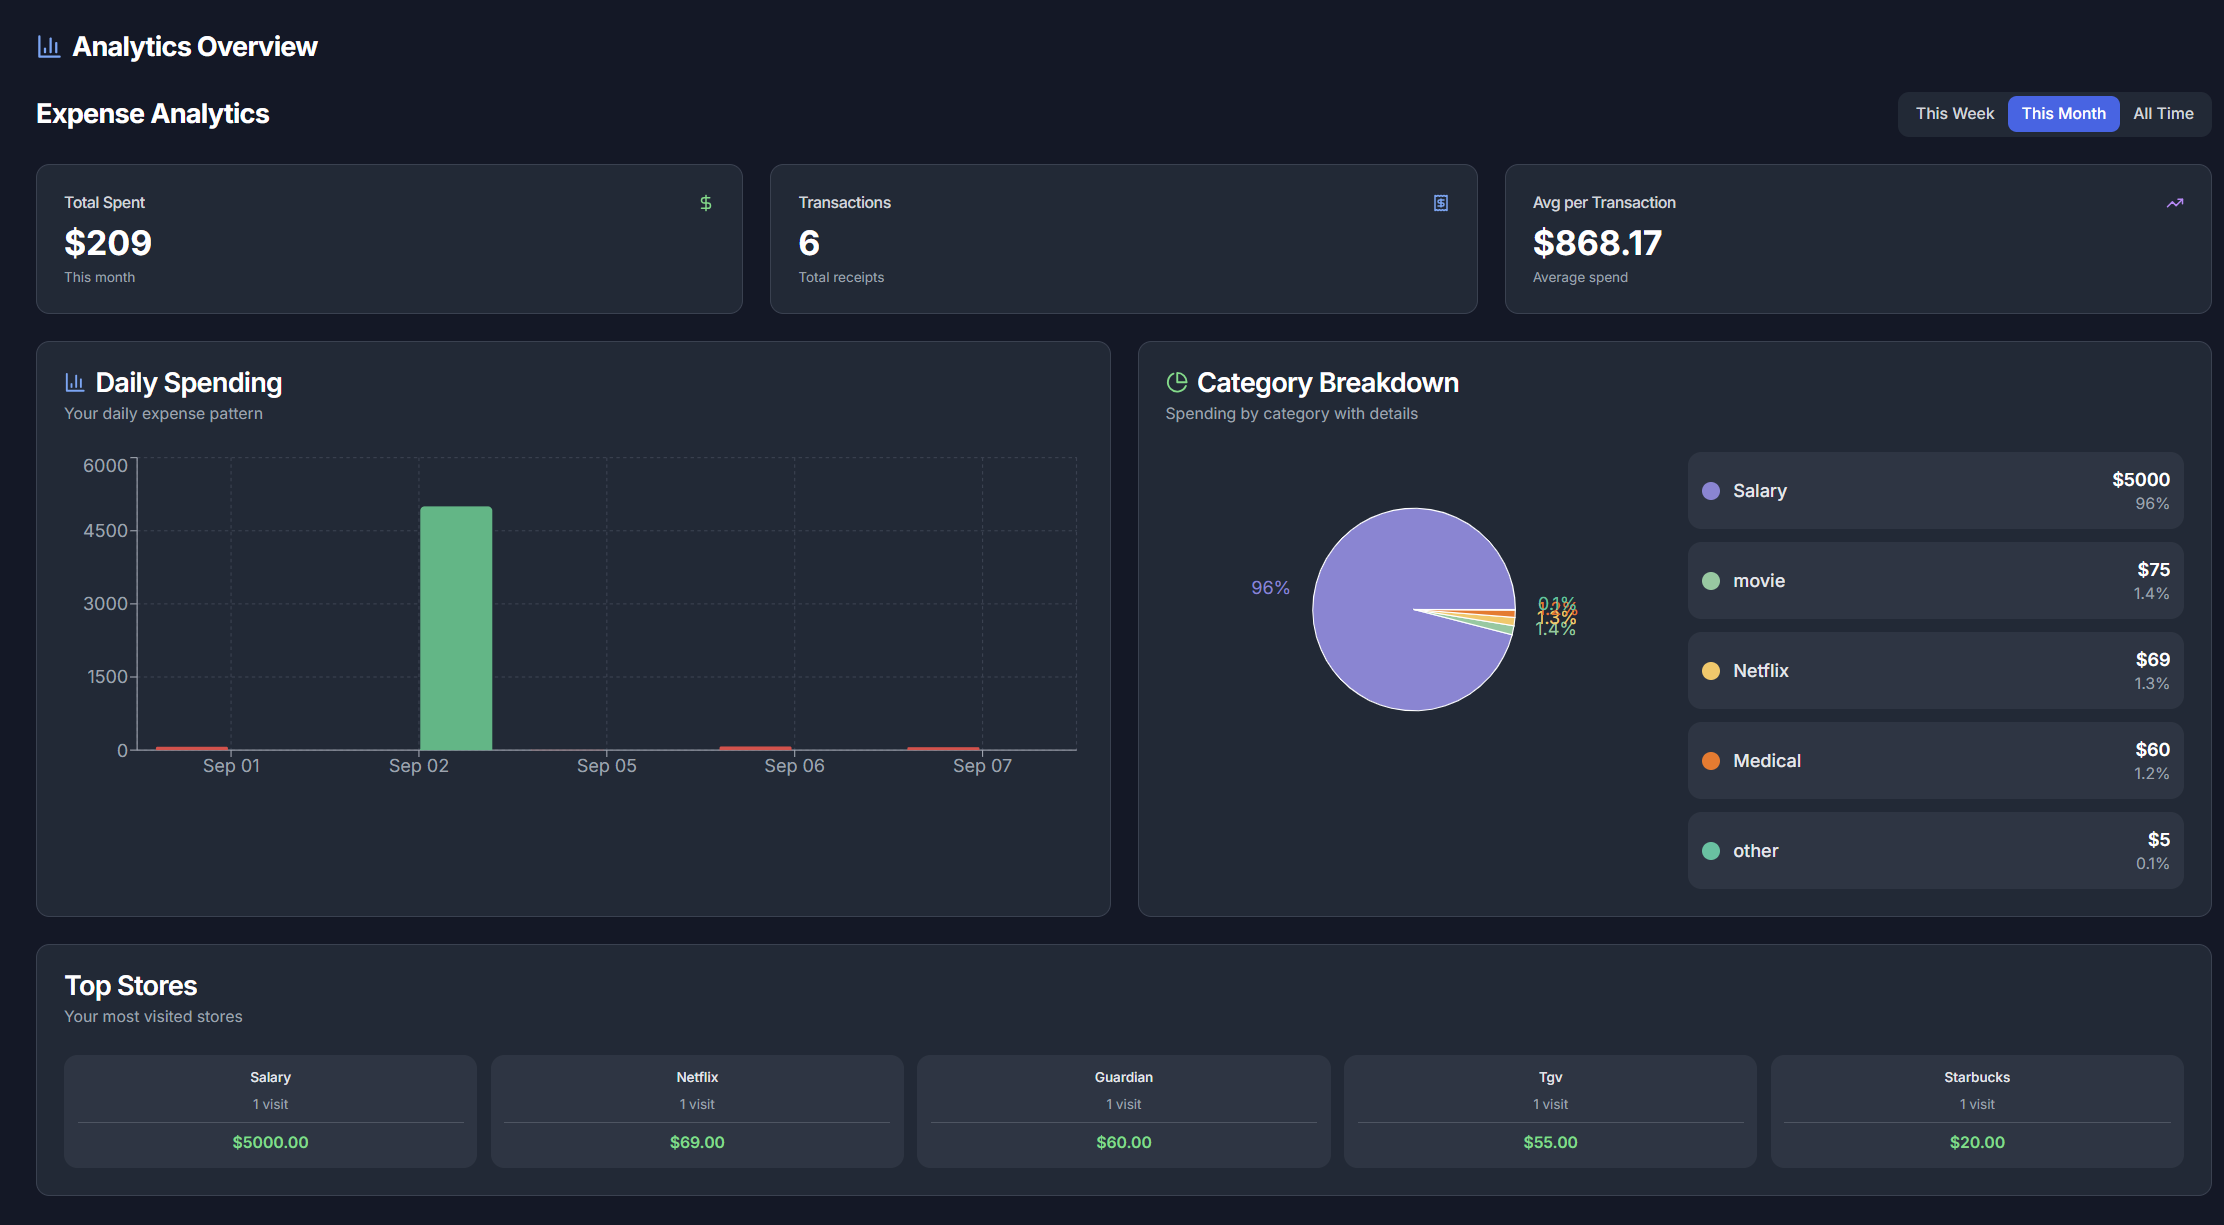 Analytics Overview
Expense Analytics
This Week This Month All Time
Total Spent
$209
This month
Transactions
6
Total receipts
Avg per Transaction
$868.17
Average spend
Daily Spending
Your daily expense pattern
6000
4500
3000
1500
0
Sep 01 Sep 02 Sep 05 Sep 06 Sep 07
Category Breakdown
Spending by category with details
96%
0.1%
1.2%
1.3%
1.4%
Salary $5000
96%
movie $75
1.4%
Netflix $69
1.3%
Medical $60
1.2%
other $5
0.1%
Top Stores
Your most visited stores
Salary
1 visit
$5000.00
Netflix
1 visit
$69.00
Guardian
1 visit
$60.00
Tgv
1 visit
$55.00
Starbucks
1 visit
$20.00